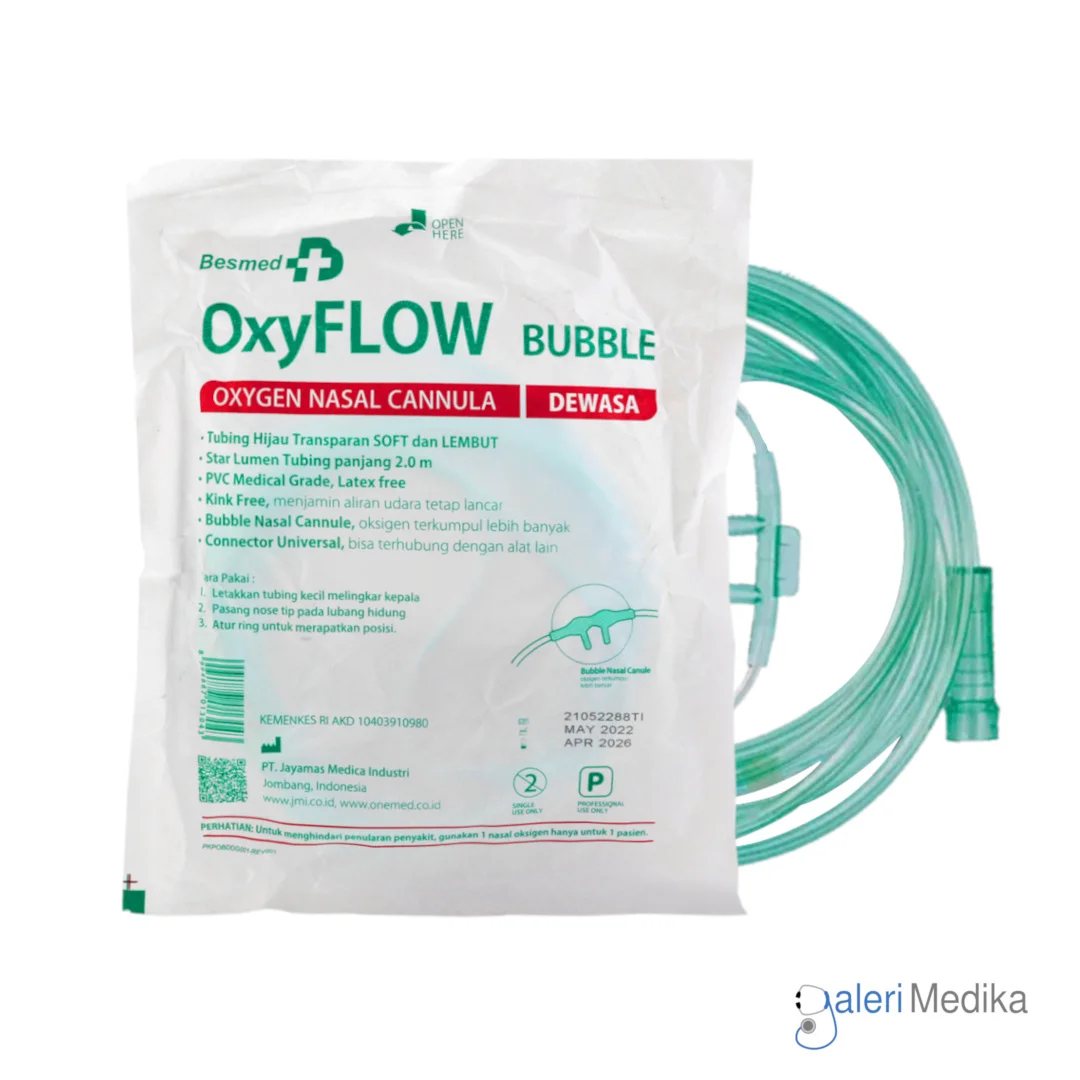 OPEN
HERE
Besmed
OxyFLOW BUBBLE
OXYGEN NASAL CANNULA DEWASA
• Tubing Hijau Transparan SOFT dan LEMBUT
• Star Lumen Tubing panjang 2.0 m
• PVC Medical Grade, Latex free
• Kink Free, menjamin aliran udara tetap lancar
• Bubble Nasal Cannule, oksigen terkumpul lebih banyak
• Connector Universal, bisa terhubung dengan alat lain
ara Pakai :
1. Letakkan tubing kecil melingkar kepala
2. Pasang nose tip pada lubang hidung
3. Atur ring untuk merapatkan posisi.
Bubble Nasal Canule
oksigen terkumpul
KEMENKES RI AKD 10403910980
21052288TI
MAY 2022
APR 2026
PT. Jayamas Medica Industri
Jombang, Indonesia
www.jmi.co.id, www.onemed.co.id
2
SINGLE
USE ONLY
P
PROFESSIONAL
USE ONLY
PERHATIAN: Untuk menghindari penularan penyakit, gunakan 1 nasal oksigen hanya untuk 1 pasien.
galeri Medika